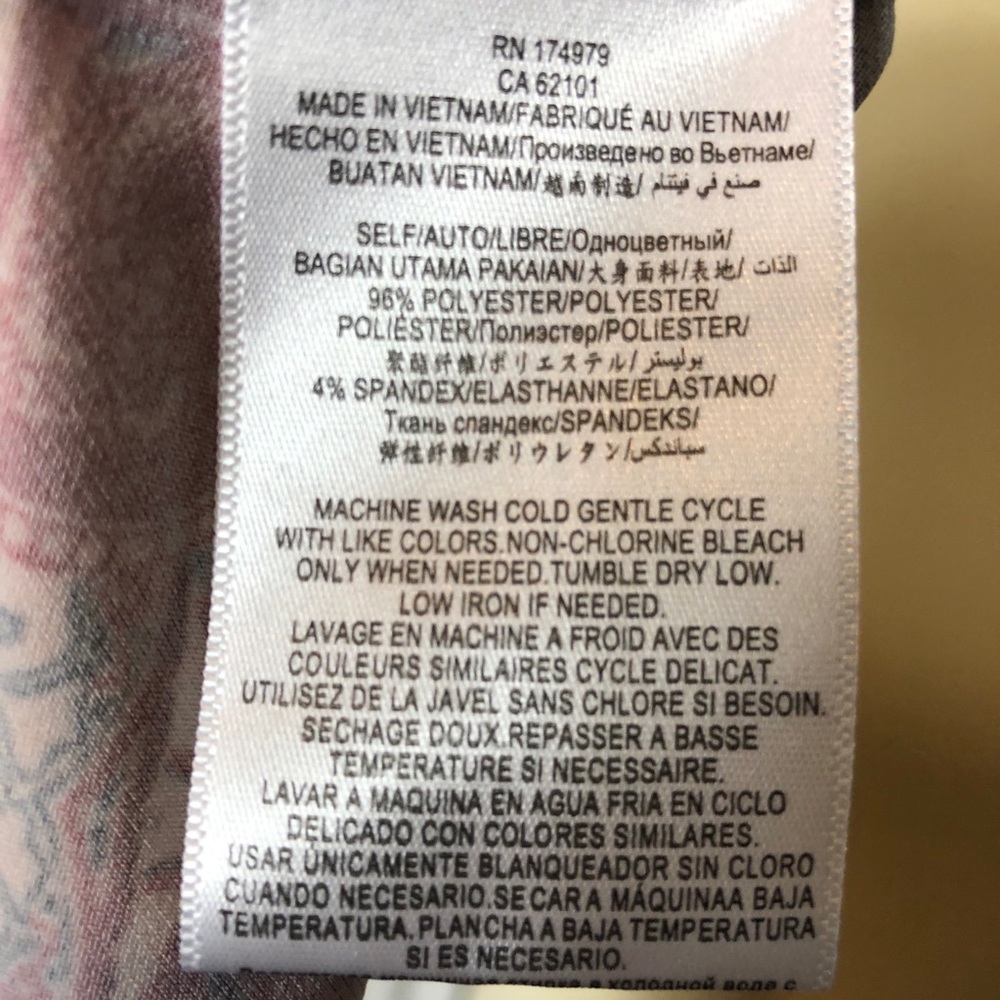 RN 174979
CA 62101
MADE IN VIETNAM/FABRIQUÉ AU VIETNAM/
HECHO EN VIETNAM/Произведено во Вьетнаме/
BUATAN VIETNAM/越南制造/ صنع في فيتنام
SELF/AUTO/LIBRE/Одноцветный/
BAGIAN UTAMA PAKAIAN/大身面料/表地/ الذات
96% POLYESTER/POLYESTER/
POLIÉSTER/Полиэстер/POLIESTER/
聚酯纤维/ポリエステル/ بوليستر
4% SPANDEX/ELASTHANNE/ELASTANO/
Ткань спандекс/SPANDEKS/
弹性纤维/ポリウレタン/سباندكس
MACHINE WASH COLD GENTLE CYCLE
WITH LIKE COLORS.NON-CHLORINE BLEACH
ONLY WHEN NEEDED.TUMBLE DRY LOW.
LOW IRON IF NEEDED.
LAVAGE EN MACHINE A FROID AVEC DES
COULEURS SIMILAIRES CYCLE DELICAT.
UTILISEZ DE LA JAVEL SANS CHLORE SI BESOIN.
SECHAGE DOUX.REPASSER A BASSE
TEMPERATURE SI NECESSAIRE.
LAVAR A MAQUINA EN AGUA FRIA EN CICLO
DELICADO CON COLORES SIMILARES.
USAR ÚNICAMENTE BLANQUEADOR SIN CLORO
CUANDO NECESARIO.SECAR A MÁQUINAA BAJA
TEMPERATURA.PLANCHA A BAJA TEMPERATURA
SI ES NECESARIO.
стирка в холодной воде с